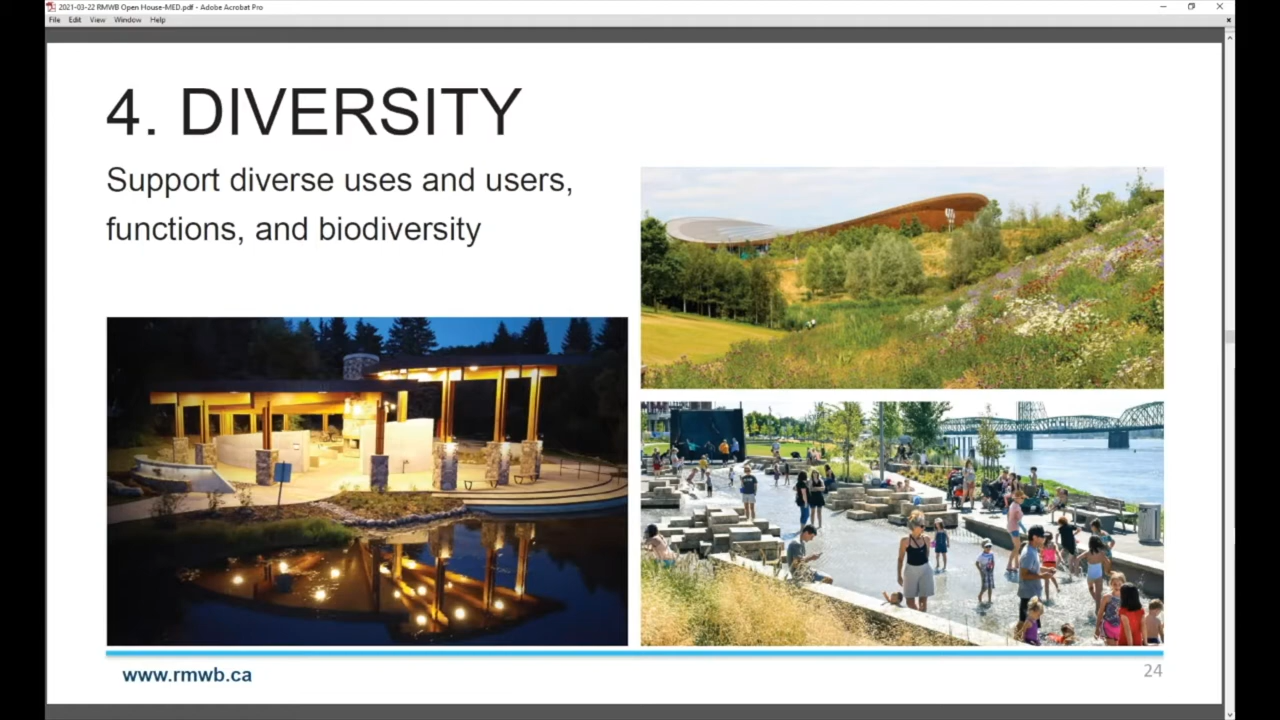 2021-03-22 RMWB Open House-MED.pdf - Adobe Acrobat Pro
File Edit View Window Help
4. DIVERSITY
Support diverse uses and users,
functions, and biodiversity
www.rmwb.ca
24